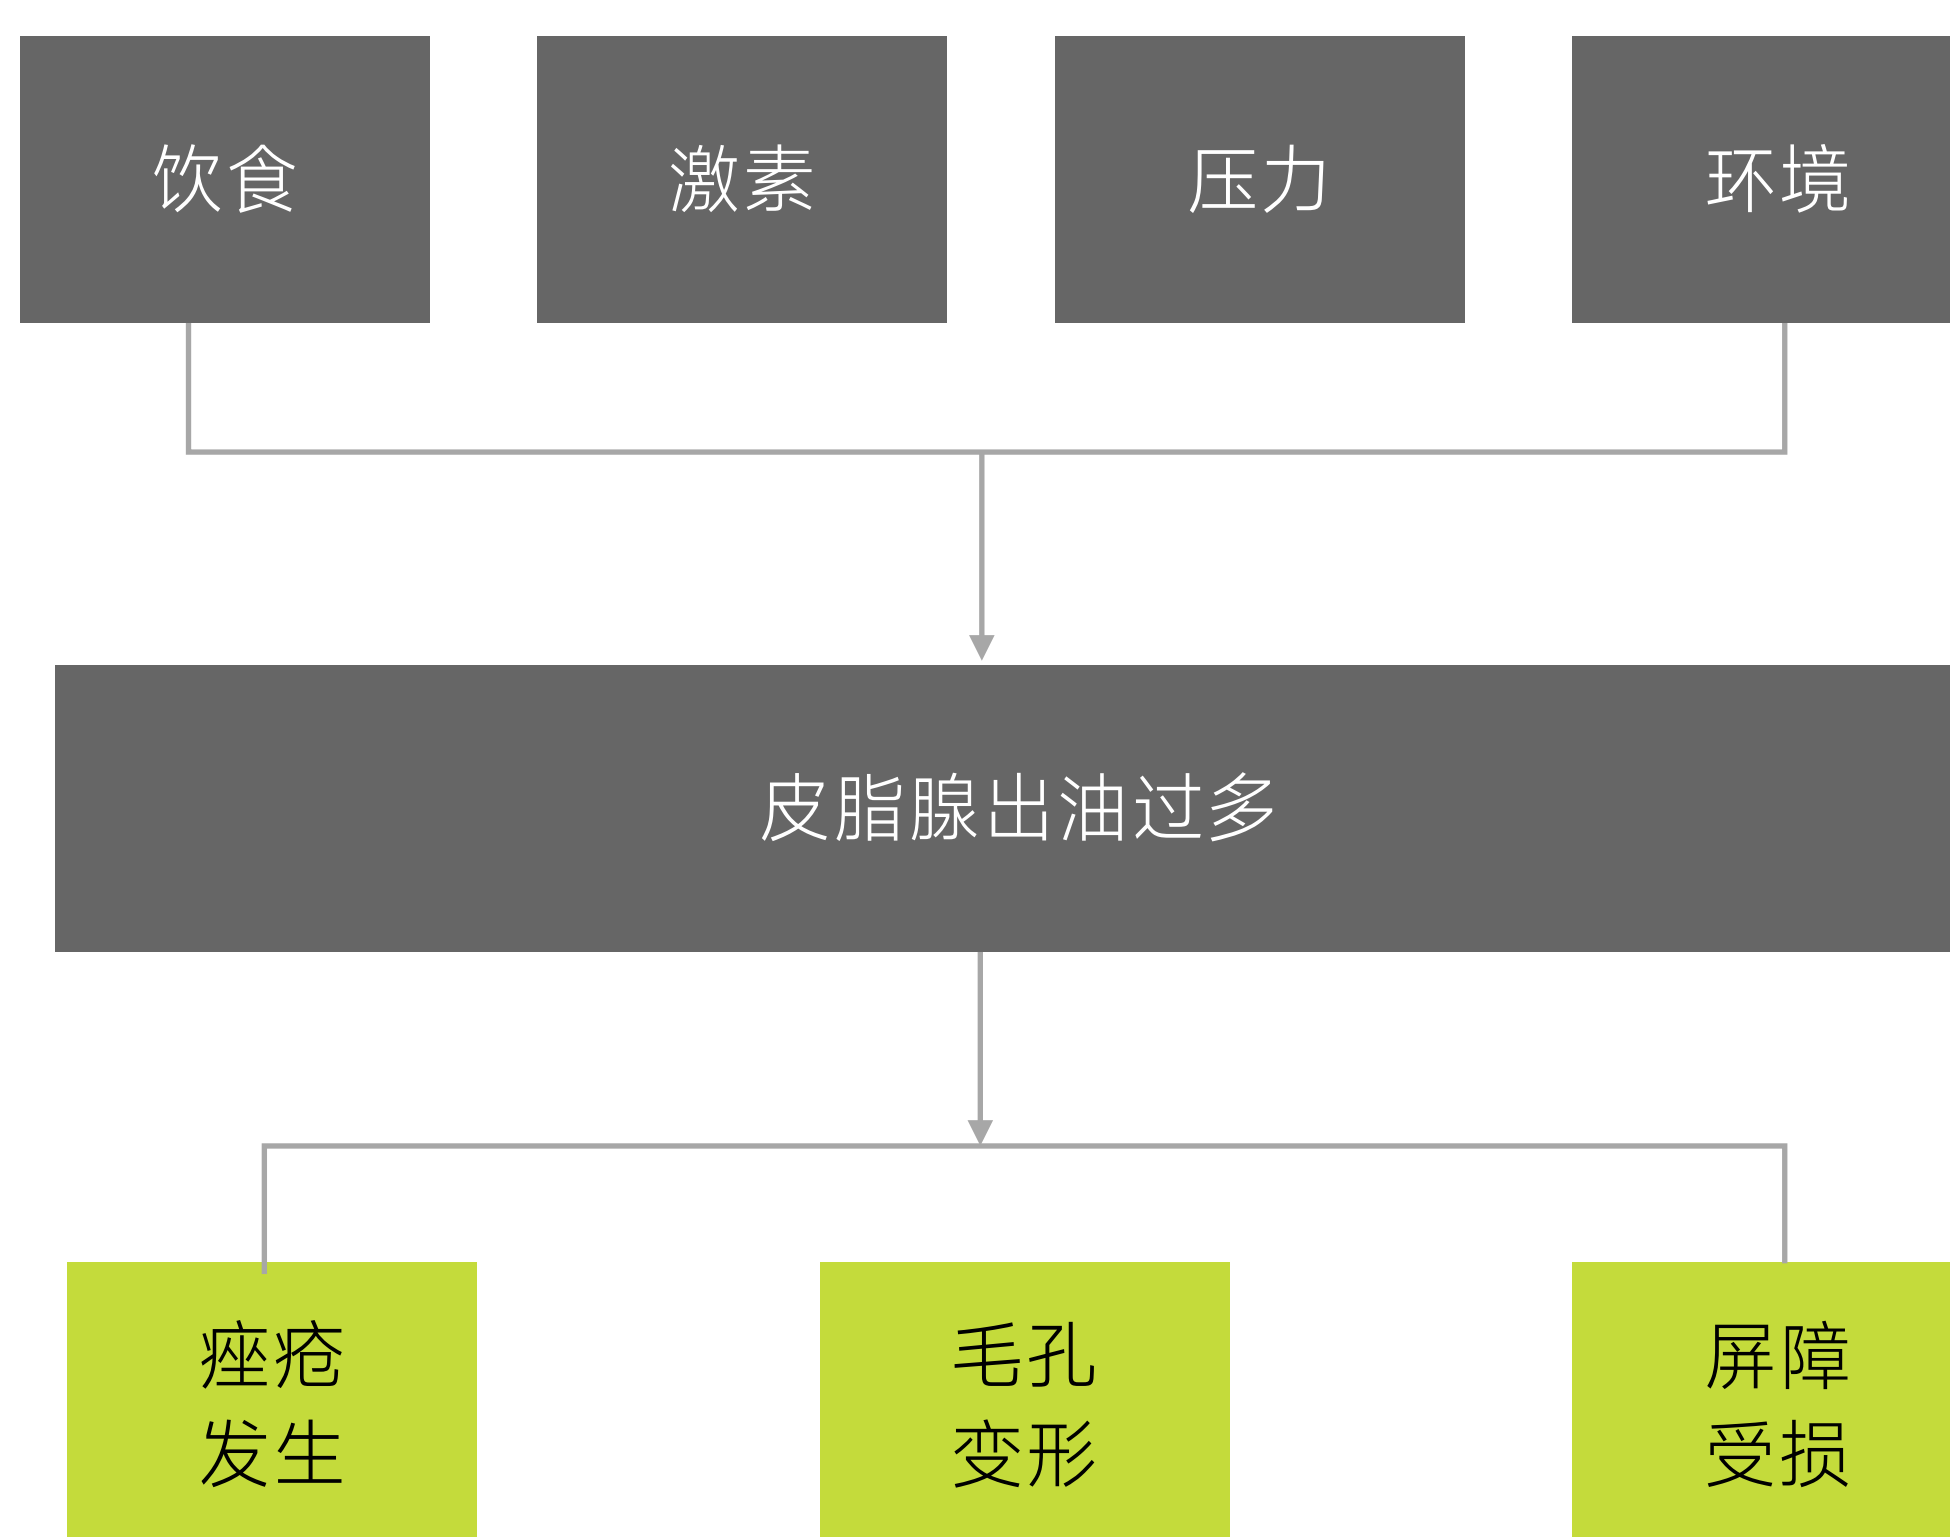 饮食
激素
压力
环境
皮脂腺出油过多
痤疮
发生
毛孔
变形
屏障
受损